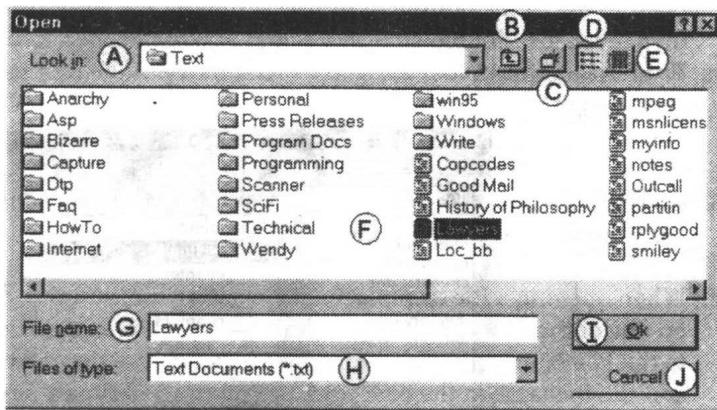 Open
B
D
Look in: A Text
E
C
Anarchy Personal win95 mpeg
Asp Press Releases Windows msnlicens
Bizarre Program Docs Write myinfo
Capture Programming Copcodes notes
Dtp Scanner Good Mail Outcall
Faq SciFi History of Philosophy partitin
HowTo Technical F Lawyers rplygood
Internet Wendy Loc_bb smiley
File name: G Lawyers I Ok
Files of type: Text Documents (*.txt) H Cancel J